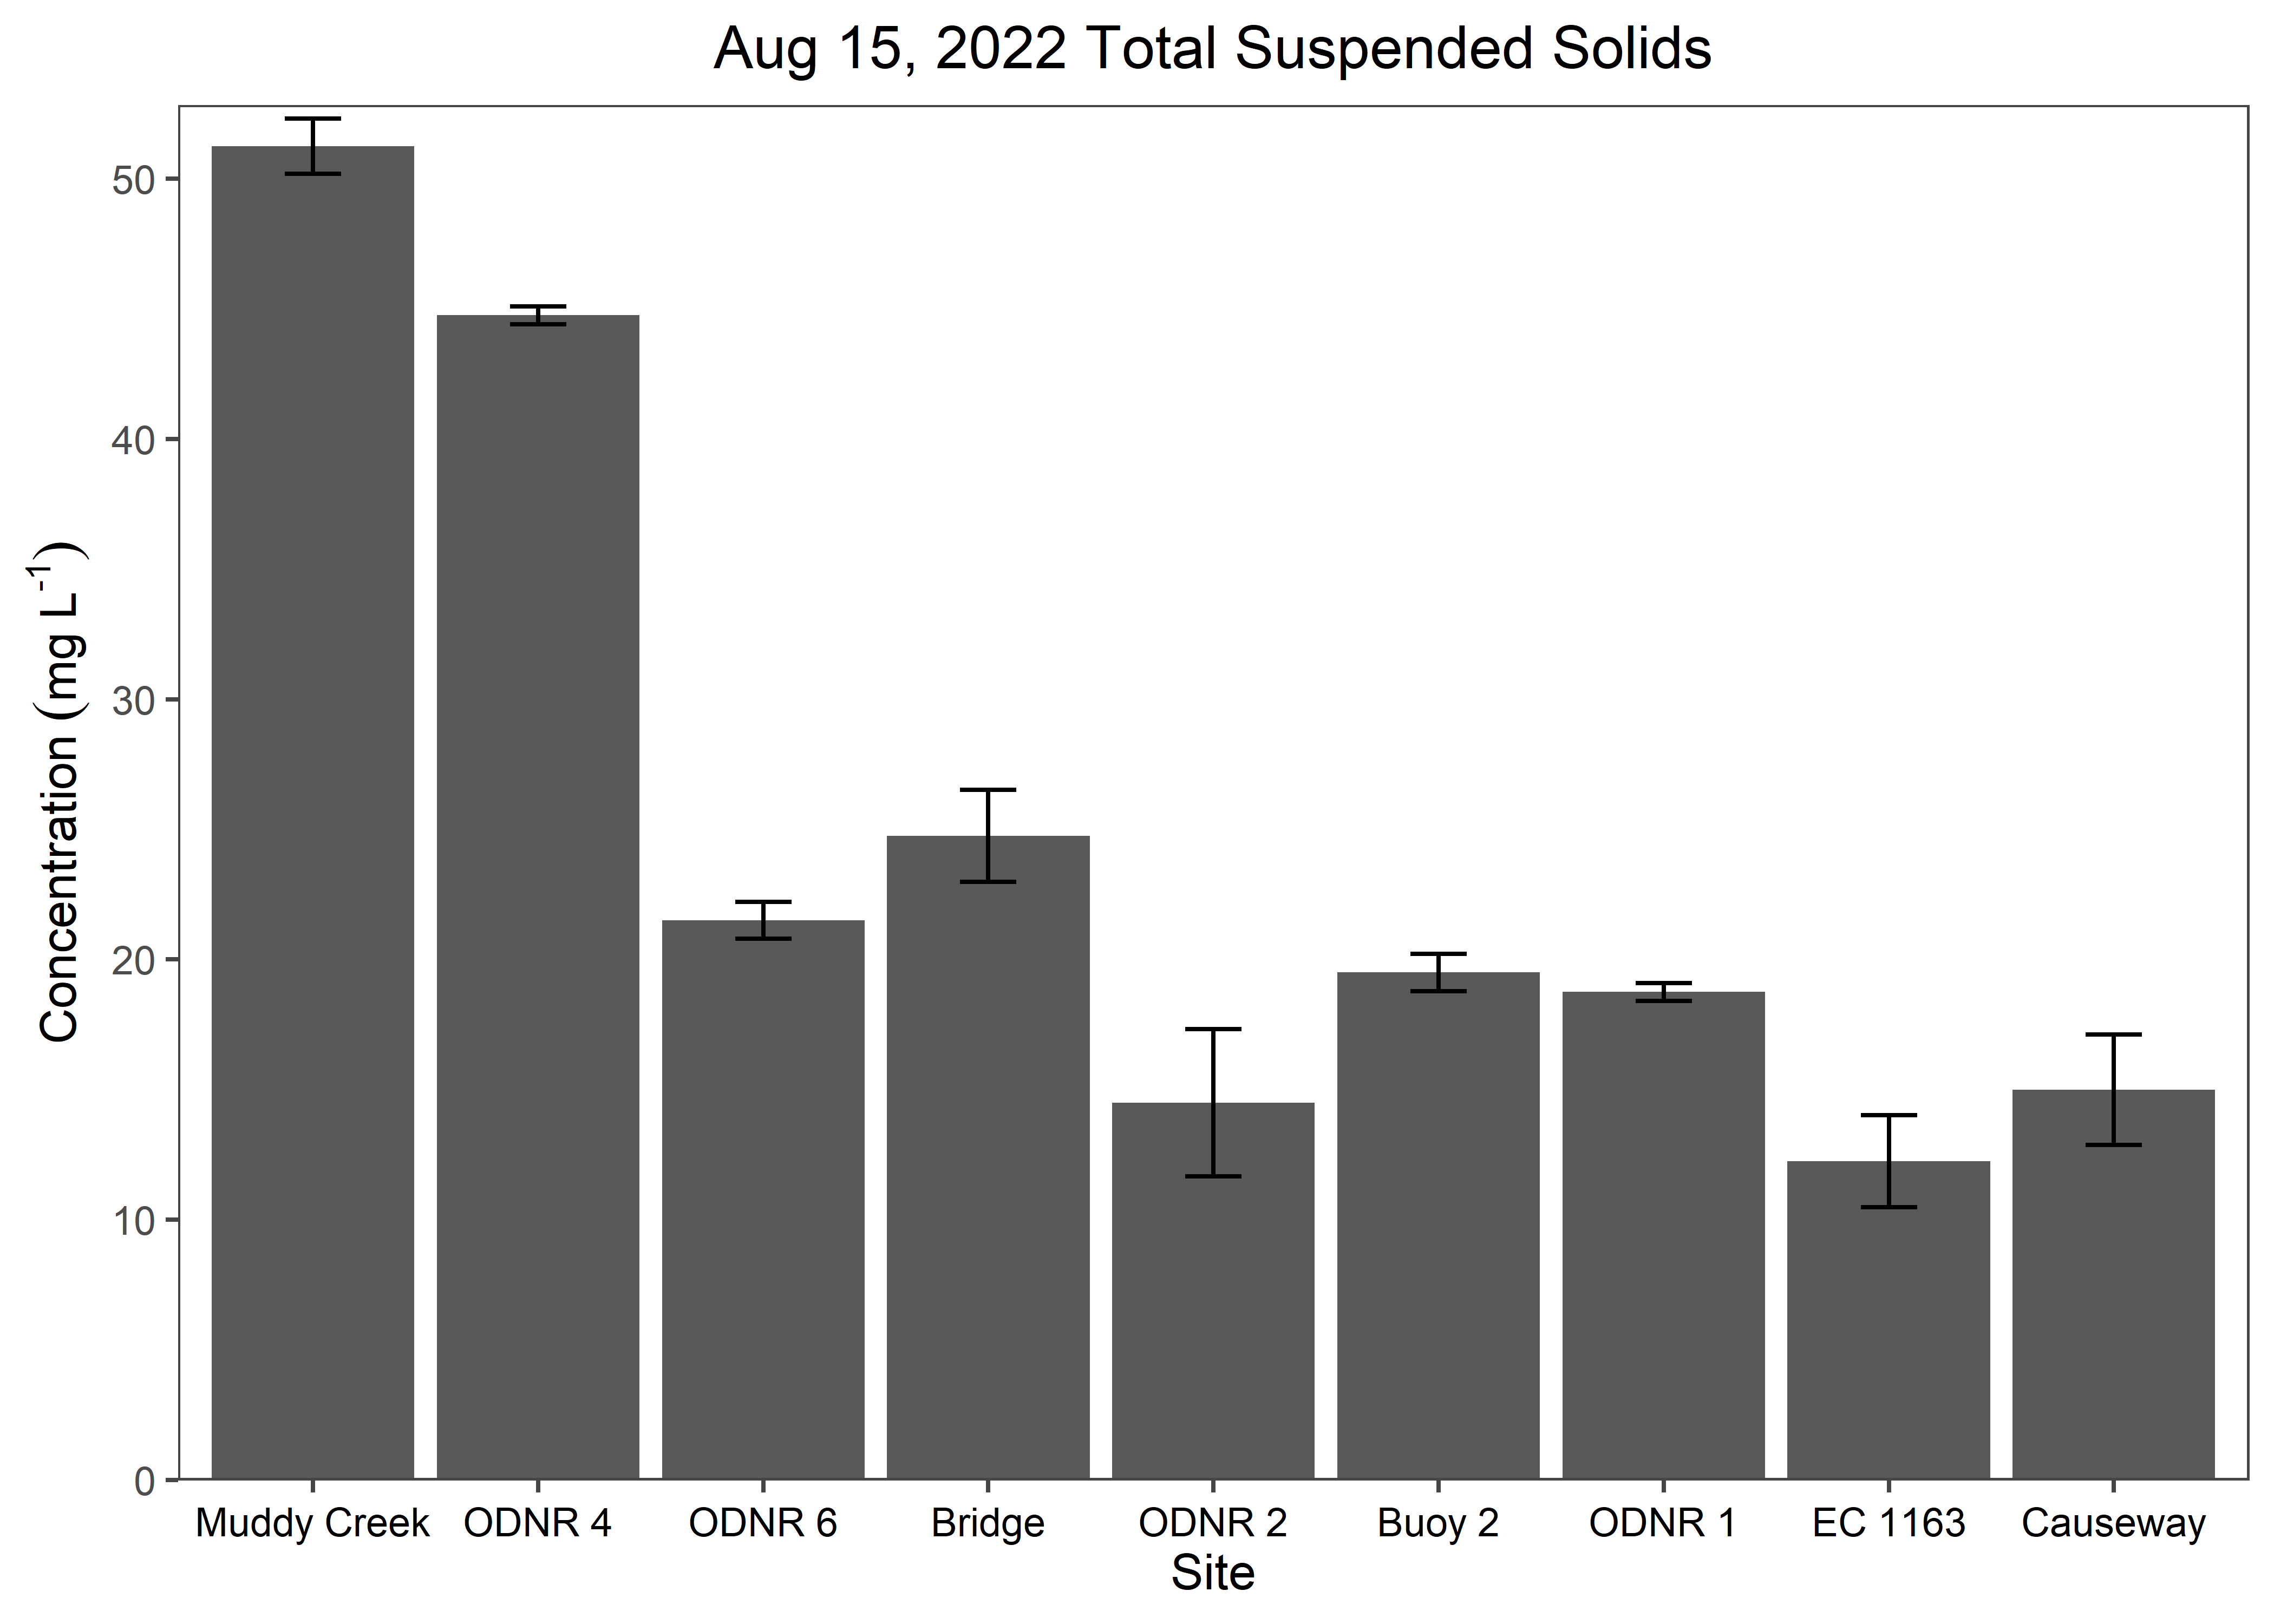 Aug 15, 2022 Total Suspended Solids
Concentration (mg L⁻¹)
50
40
30
20
10
0
Muddy Creek ODNR 4 ODNR 6 Bridge ODNR 2 Buoy 2 ODNR 1 EC 1163 Causeway
Site